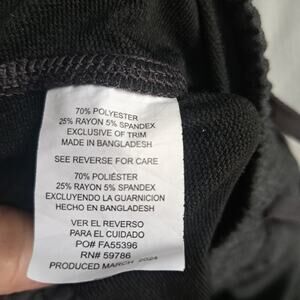 70% POLYESTER
25% RAYON 5% SPANDEX
EXCLUSIVE OF TRIM
MADE IN BANGLADESH
SEE REVERSE FOR CARE
70% POLIÉSTER
25% RAYON 5% SPANDEX
EXCLUYENDO LA GUARNICION
HECHO EN BANGLADESH
VER EL REVERSO
PARA EL CUIDADO
PO# FA55396
RN# 59786
PRODUCED MARCH 2024